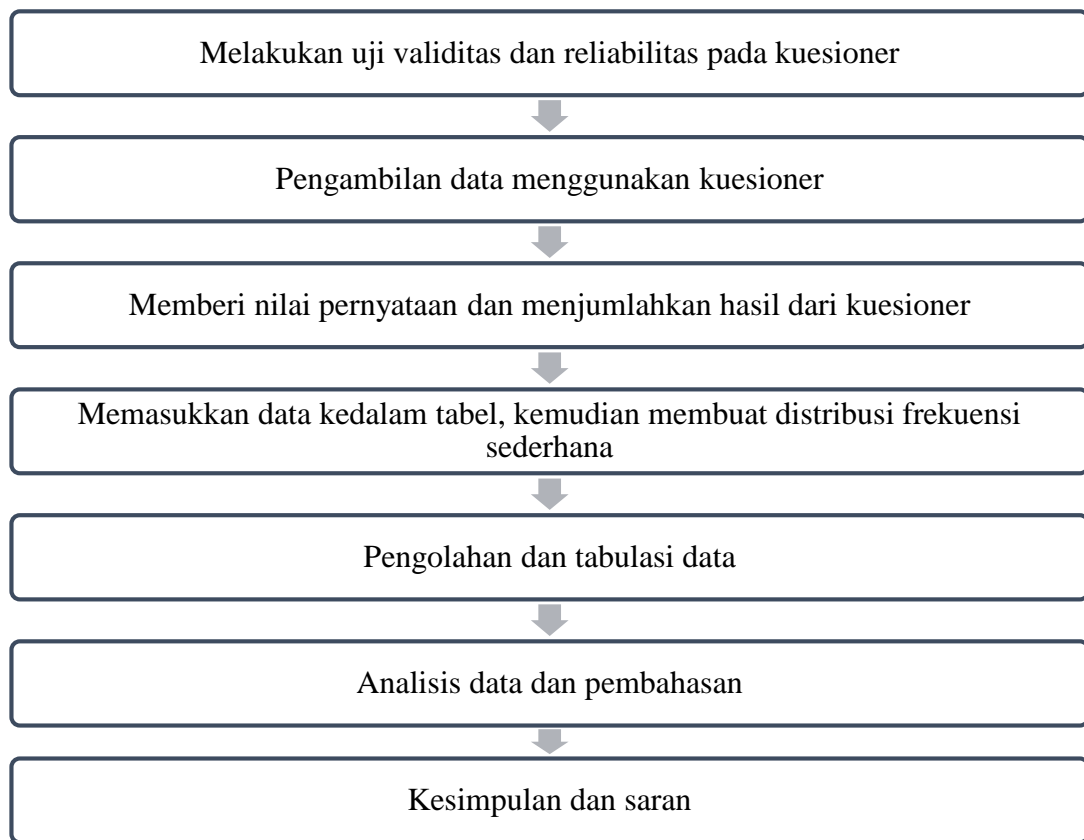 Melakukan uji validitas dan reliabilitas pada kuesioner
Pengambilan data menggunakan kuesioner
Memberi nilai pernyataan dan menjumlahkan hasil dari kuesioner
Memasukkan data kedalam tabel, kemudian membuat distribusi frekuensi
sederhana
Pengolahan dan tabulasi data
Analisis data dan pembahasan
Kesimpulan dan saran